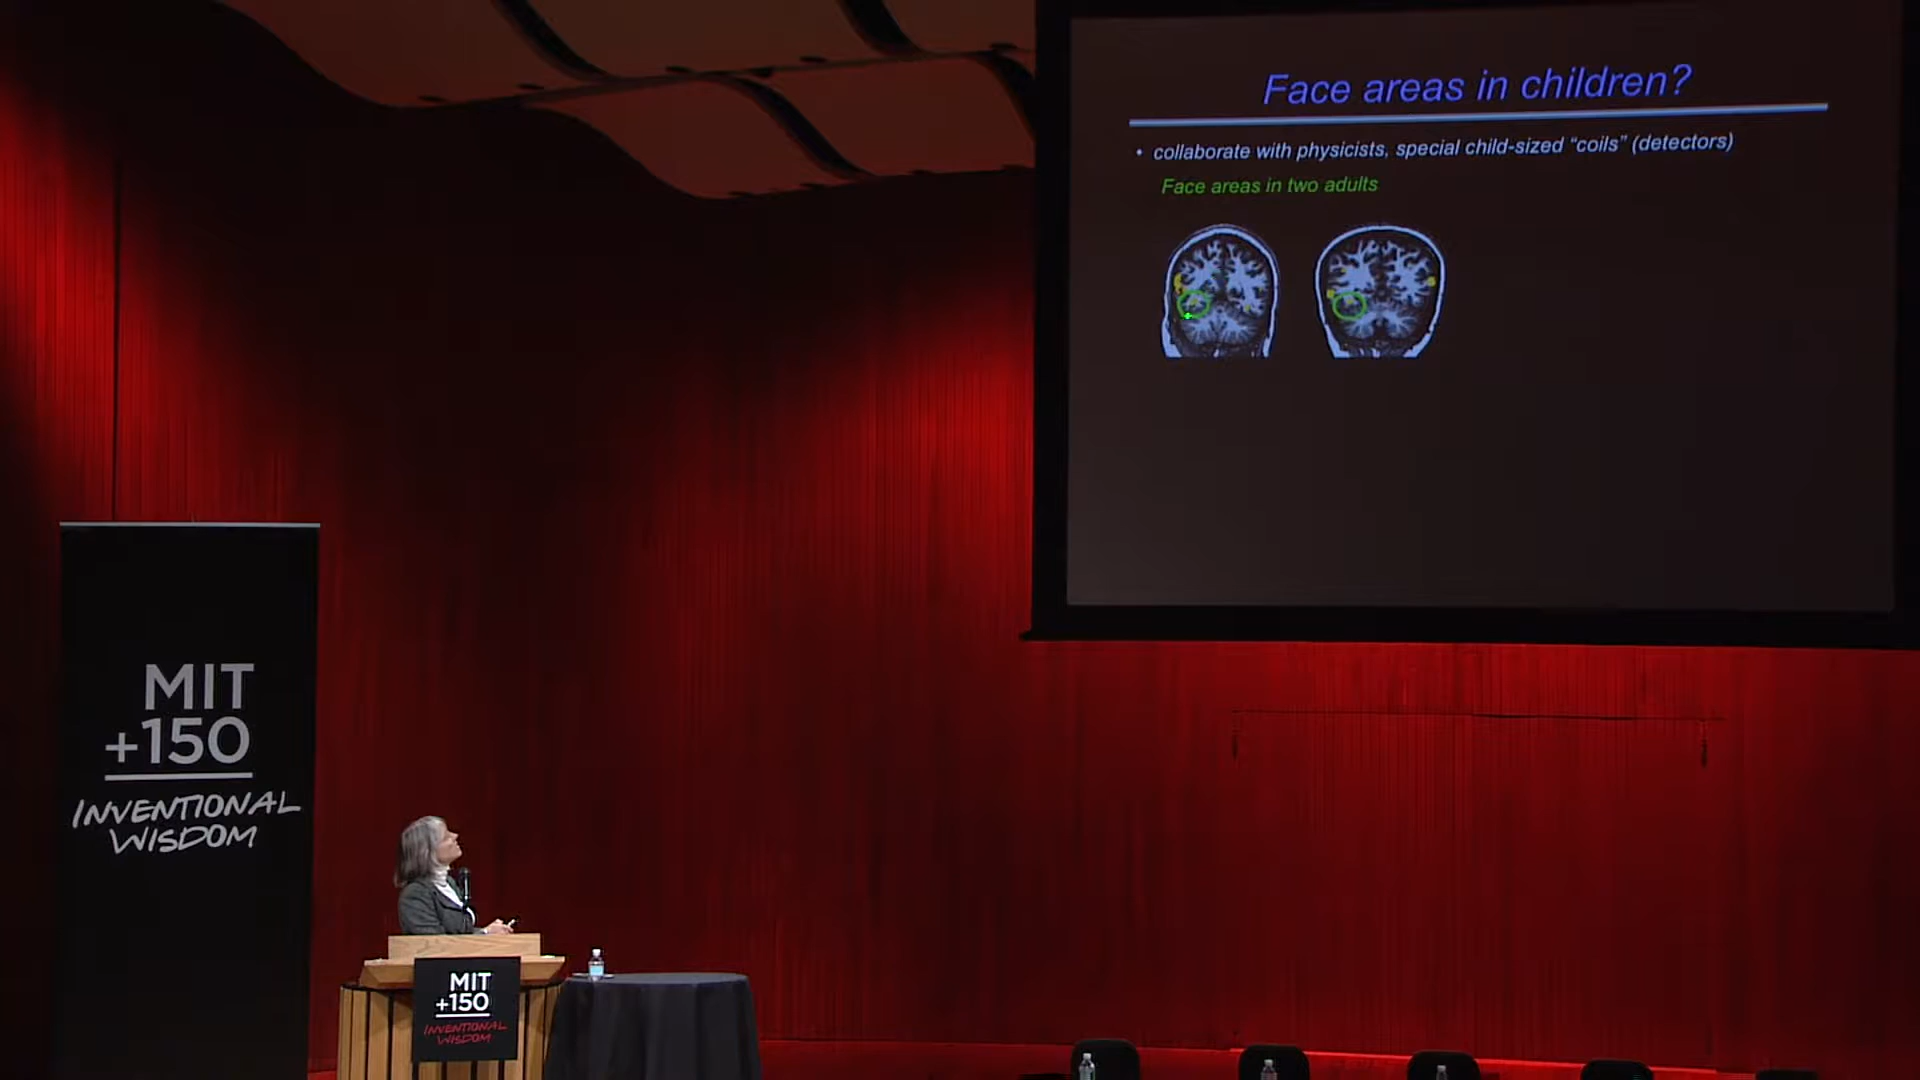 Face areas in children?
• collaborate with physicists, special child-sized “coils” (detectors)
Face areas in two adults
MIT
+150
INVENTIONAL
WISDOM
MIT
+150
INVENTIONAL
WISDOM